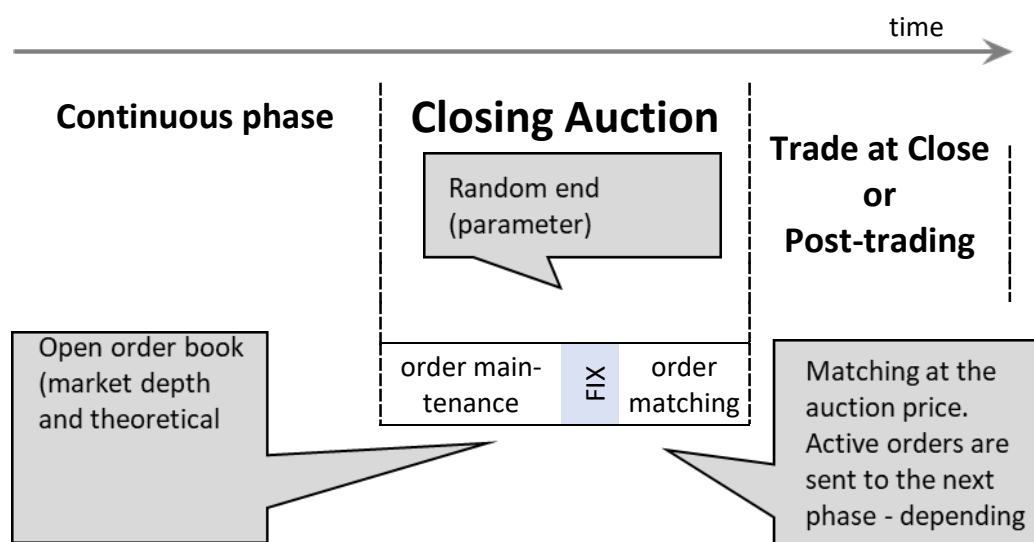 time
Continuous phase
Closing Auction
Trade at Close
or
Post-trading
Random end
(parameter)
Open order book
(market depth
and theoretical
order main-
tenance
FIX
order
matching
Matching at the
auction price.
Active orders are
sent to the next
phase - depending